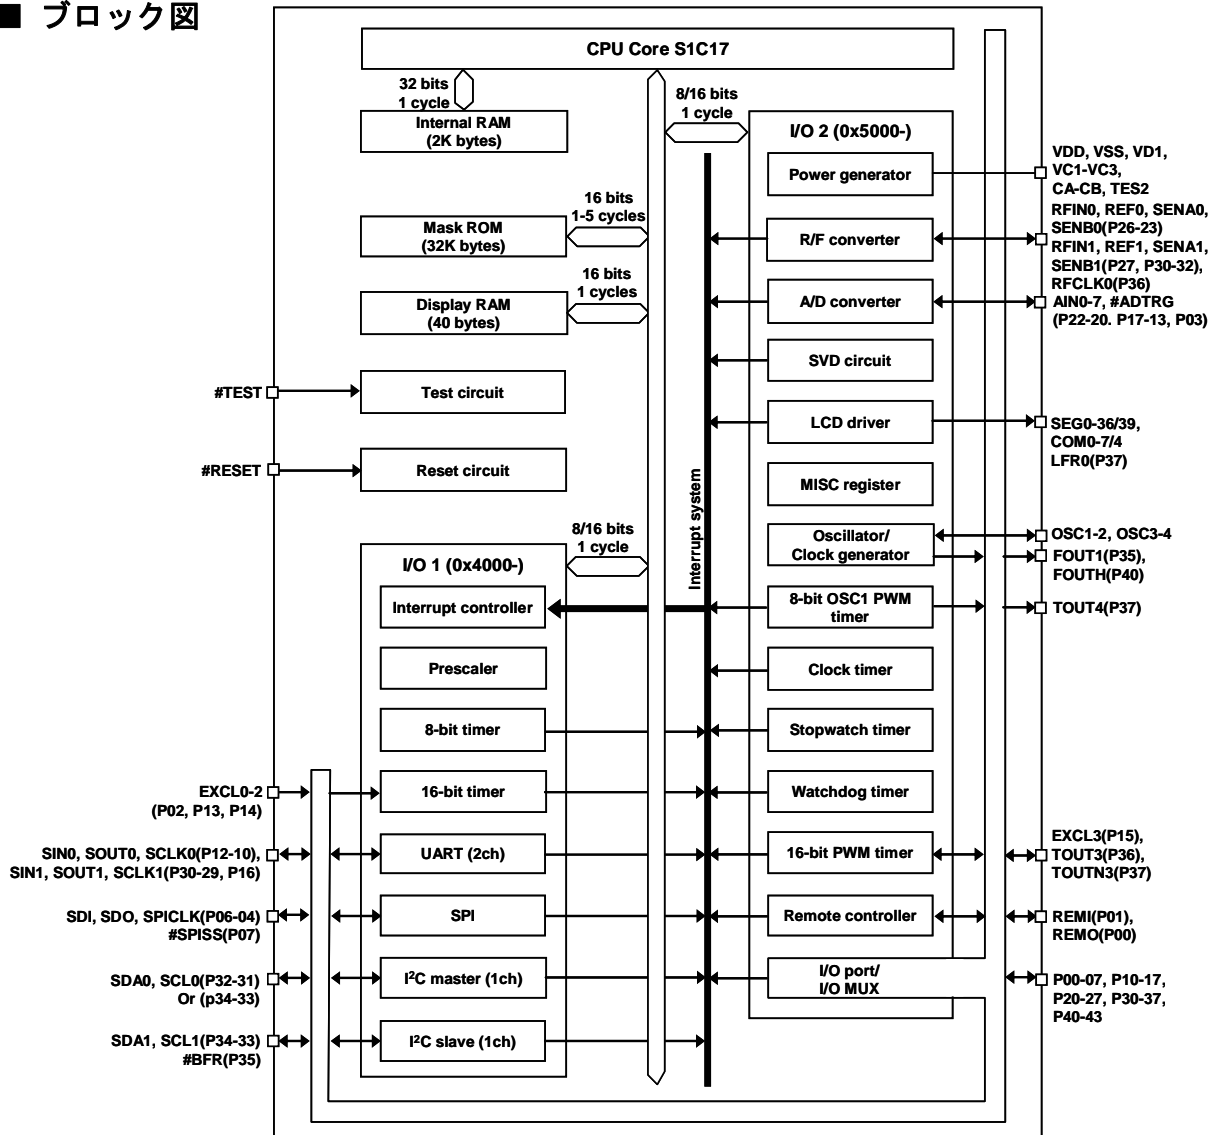 ■ ブロック図
CPU Core S1C17
32 bits
1 cycle
Internal RAM
(2K bytes)
16 bits
1-5 cycles
Mask ROM
(32K bytes)
16 bits
1 cycles
Display RAM
(40 bytes)
#TEST
Test circuit
#RESET
Reset circuit
8/16 bits
1 cycle
I/O 1 (0x4000-)
Interrupt controller
Prescaler
8-bit timer
EXCL0-2
(P02, P13, P14)
16-bit timer
SIN0, SOUT0, SCLK0(P12-10),
SIN1, SOUT1, SCLK1(P30-29, P16)
UART (2ch)
SDI, SDO, SPICLK(P06-04)
#SPISS(P07)
SPI
SDA0, SCL0(P32-31)
Or (p34-33)
I²C master (1ch)
SDA1, SCL1(P34-33)
#BFR(P35)
I²C slave (1ch)
Interrupt system
8/16 bits
1 cycle
I/O 2 (0x5000-)
Power generator
VDD, VSS, VD1,
VC1-VC3,
CA-CB, TES2
R/F converter
RFIN0, REF0, SENA0,
SENB0(P26-23)
RFIN1, REF1, SENA1,
SENB1(P27, P30-32),
RFCLK0(P36)
A/D converter
AIN0-7, #ADTRG
(P22-20. P17-13, P03)
SVD circuit
LCD driver
SEG0-36/39,
COM0-7/4
LFR0(P37)
MISC register
Oscillator/
Clock generator
OSC1-2, OSC3-4
FOUT1(P35),
FOUTH(P40)
8-bit OSC1 PWM
timer
TOUT4(P37)
Clock timer
Stopwatch timer
Watchdog timer
16-bit PWM timer
EXCL3(P15),
TOUT3(P36),
TOUTN3(P37)
Remote controller
REMI(P01),
REMO(P00)
I/O port/
I/O MUX
P00-07, P10-17,
P20-27, P30-37,
P40-43